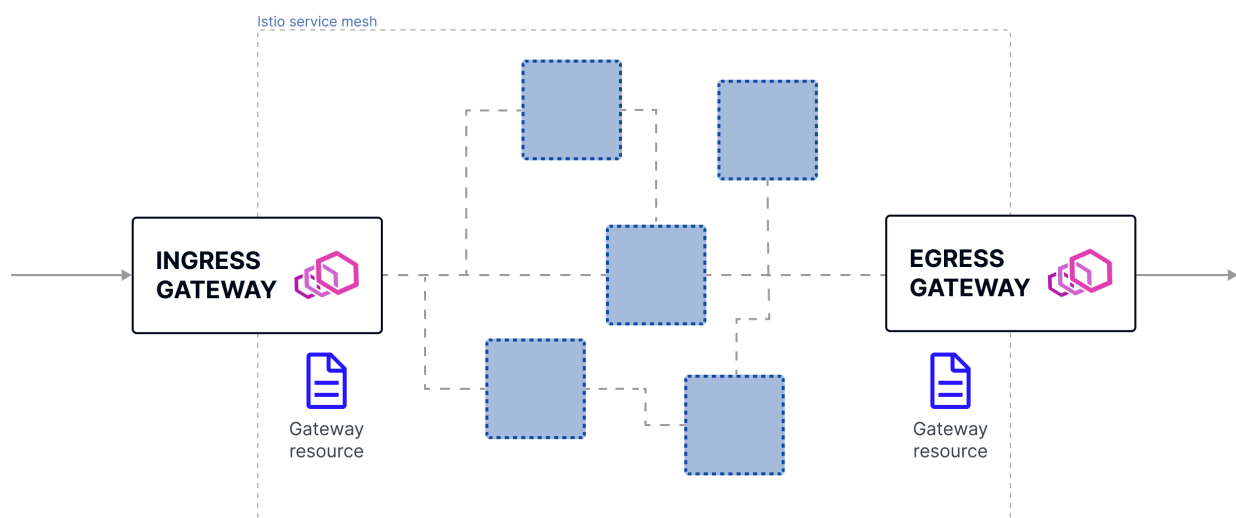 Istio service mesh
INGRESS
GATEWAY
EGRESS
GATEWAY
Gateway
resource
Gateway
resource